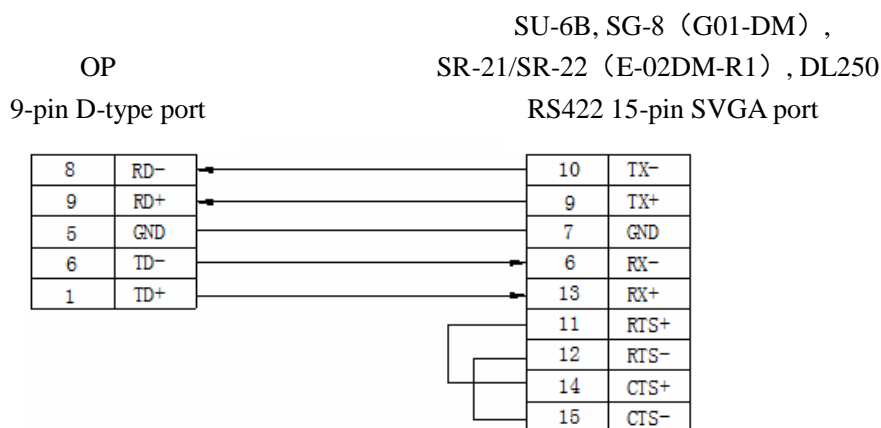 SU-6B, SG-8（G01-DM）,
OP
SR-21/SR-22（E-02DM-R1）, DL250
9-pin D-type port
RS422 15-pin SVGA port
8 RD- 10 TX-
9 RD+ 9 TX+
5 GND 7 GND
6 TD- 6 RX-
1 TD+ 13 RX+
11 RTS+
12 RTS-
14 CTS+
15 CTS-